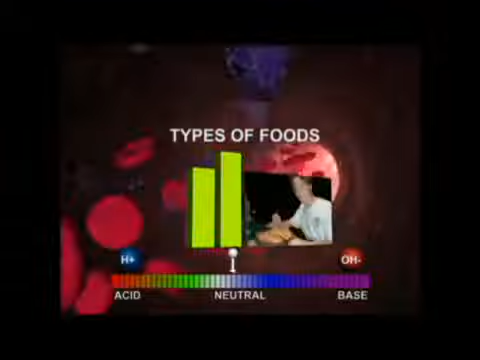 TYPES OF FOODS
H+ OH-
ACID NEUTRAL BASE